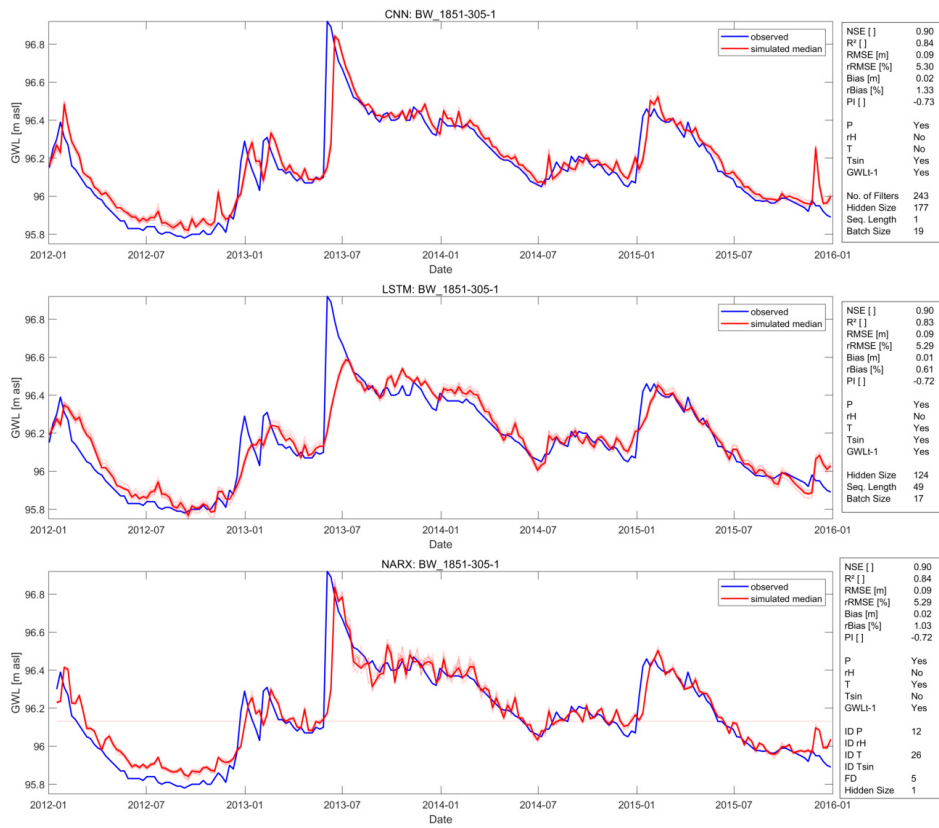 CNN: BW_1851-305-1
GWL [m asl]
96.8
96.6
96.4
96.2
96
95.8
2012-01 2012-07 2013-01 2013-07 2014-01 2014-07 2015-01 2015-07 2016-01
Date
observed
simulated median
NSE [ ] 0.90
R² [ ] 0.84
RMSE [m] 0.09
rRMSE [%] 5.30
Bias [m] 0.02
rBias [%] 1.33
PI [ ] -0.73
P Yes
rH No
T No
Tsin Yes
GWLt-1 Yes
No. of Filters 243
Hidden Size 177
Seq. Length 1
Batch Size 19
LSTM: BW_1851-305-1
GWL [m asl]
96.8
96.6
96.4
96.2
96
95.8
2012-01 2012-07 2013-01 2013-07 2014-01 2014-07 2015-01 2015-07 2016-01
Date
observed
simulated median
NSE [ ] 0.90
R² [ ] 0.83
RMSE [m] 0.09
rRMSE [%] 5.29
Bias [m] 0.01
rBias [%] 0.61
PI [ ] -0.72
P Yes
rH No
T Yes
Tsin Yes
GWLt-1 Yes
Hidden Size 124
Seq. Length 49
Batch Size 17
NARX: BW_1851-305-1
GWL [m asl]
96.8
96.6
96.4
96.2
96
95.8
2012-01 2012-07 2013-01 2013-07 2014-01 2014-07 2015-01 2015-07 2016-01
Date
observed
simulated median
NSE [ ] 0.90
R² [ ] 0.84
RMSE [m] 0.09
rRMSE [%] 5.29
Bias [m] 0.02
rBias [%] 1.03
PI [ ] -0.72
P Yes
rH No
T Yes
Tsin No
GWLt-1 Yes
ID P 12
ID rH
ID T 26
ID Tsin
FD 5
Hidden Size 1